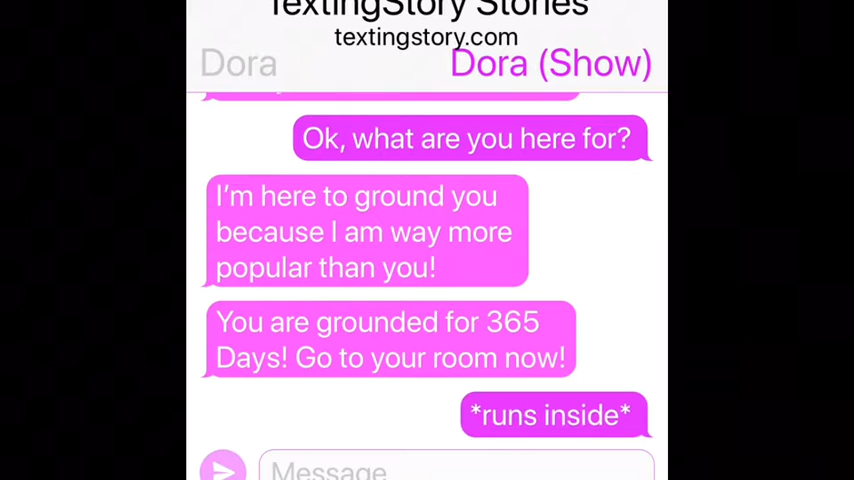 TextingStory Stories
textingstory.com
Dora
Dora (Show)
Ok, what are you here for?
I'm here to ground you
because I am way more
popular than you!
You are grounded for 365
Days! Go to your room now!
*runs inside*
Message